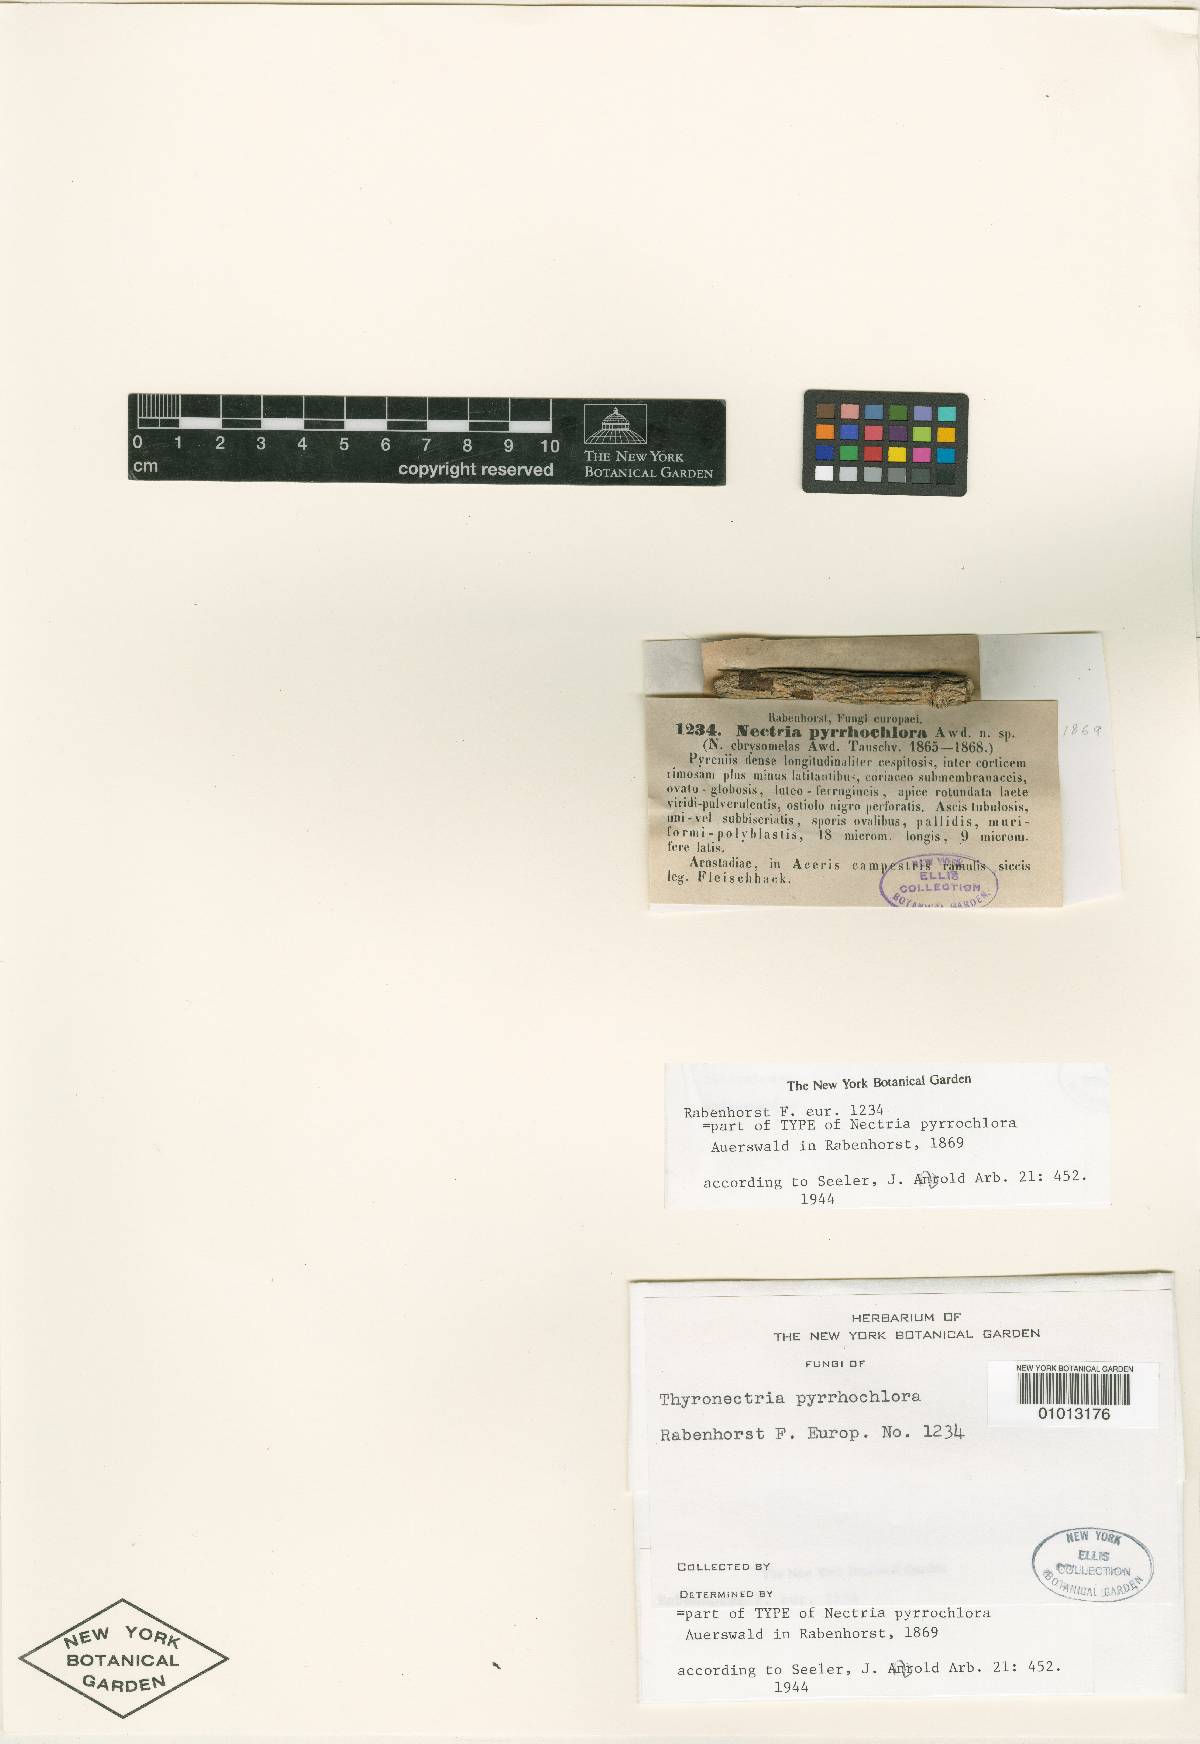 0 1 2 3 4 5 6 7 8 9 10
cm
copyright reserved
THE NEW YORK
BOTANICAL GARDEN
Rabenhorst, Fungi europaei.
1234. Nectria pyrrhochlora Awd. n. sp.
(N. chrysomelas Awd. Tauschv. 1865—1868.)
Pyreniis dense longitudinaliter cespitosis, inter corticem
rimosam plus minus latitantibus, coriaceo submembranaceis,
ovato-globosis, luteo-ferrugineis, apice rotundata laete
viridi-pulverulentis, ostiolo nigro perforatis. Ascis tubulosis,
uni-vel subbiseriatis, sporis ovalibus, pallidis, muri-
formi-polyblastis, 18 microm. longis, 9 microm.
fere latis.
Arnstadiae, in Aceris campestris ramulis siccis
leg. Fleischhack.
NEW YORK
ELLIS
COLLECTION
BOTANICAL GARDEN.
1869
The New York Botanical Garden
Rabenhorst F. eur. 1234
=part of TYPE of Nectria pyrrochlora
Auerswald in Rabenhorst, 1869
according to Seeler, J. Arnold Arb. 21: 452.
1944
HERBARIUM OF
THE NEW YORK BOTANICAL GARDEN
FUNGI OF
NEW YORK BOTANICAL GARDEN
01013176
Thyronectria pyrrhochlora
Rabenhorst F. Europ. No. 1234
NEW YORK
ELLIS
COLLECTION
BOTANICAL GARDEN
COLLECTED BY
DETERMINED BY
=part of TYPE of Nectria pyrrochlora
Auerswald in Rabenhorst, 1869
according to Seeler, J. Arnold Arb. 21: 452.
1944
NEW YORK
BOTANICAL
GARDEN